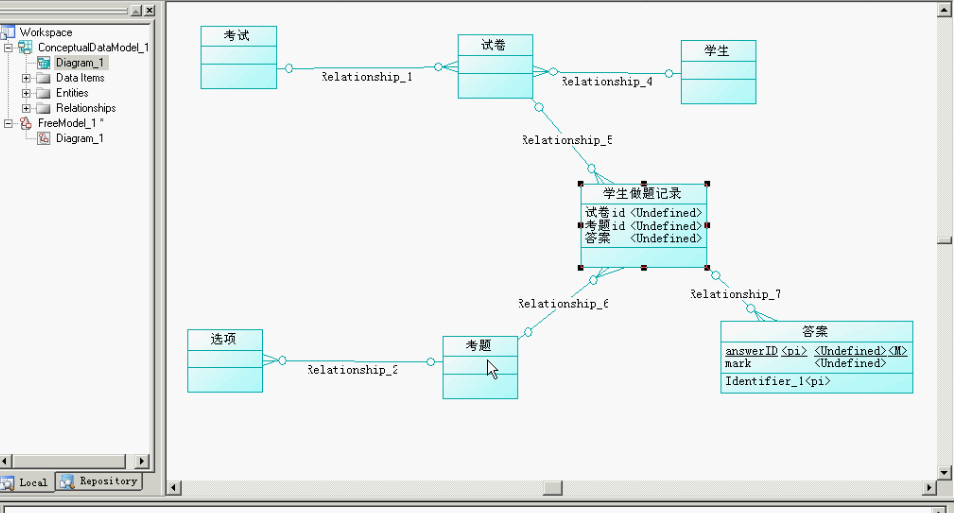 Workspace
ConceptualDataModel_1
Diagram_1
Data Items
Entities
Relationships
FreeModel_1 *
Diagram_1
Local
Repository
考试
Relationship_1
试卷
Relationship_4
学生
Relationship_5
学生做题记录
试卷id <Undefined>
考题id <Undefined>
答案 <Undefined>
Relationship_6
Relationship_7
选项
Relationship_2
考题
答案
answerID <pi> <Undefined> <M>
mark <Undefined>
Identifier_1 <pi>